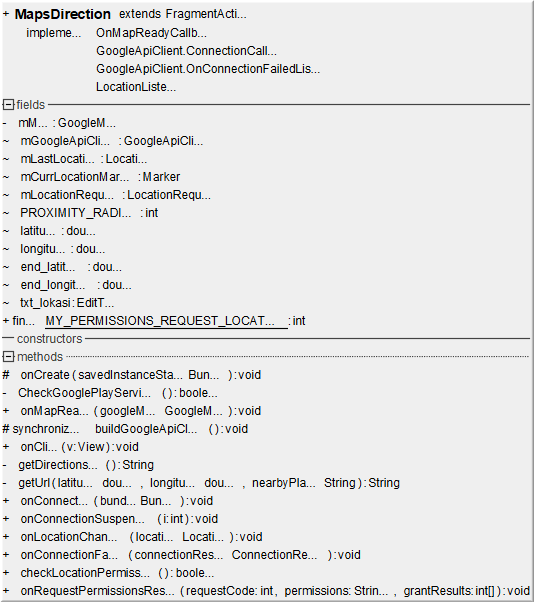 + MapsDirection extends FragmentActi...
impleme... OnMapReadyCallb...
GoogleApiClient.ConnectionCall...
GoogleApiClient.OnConnectionFailedLis...
LocationListe...
fields
- mM... : GoogleM...
~ mGoogleApiCli... : GoogleApiCli...
~ mLastLocati... : Locati...
~ mCurrLocationMar... : Marker
~ mLocationRequ... : LocationRequ...
~ PROXIMITY_RADI... : int
~ latitu... : dou...
~ longitu... : dou...
~ end_latit... : dou...
~ end_longit... : dou...
~ txt_lokasi : EditT...
+ fin... MY_PERMISSIONS_REQUEST_LOCAT... : int
constructors
methods
# onCreate ( savedInstanceSta... Bun... ) : void
- CheckGooglePlayServi... () : boole...
+ onMapRea... ( googleM... GoogleM... ) : void
# synchroniz... buildGoogleApiCl... () : void
+ onCli... ( v : View ) : void
- getDirections... () : String
- getUrl ( latitu... dou... , longitu... dou... , nearbyPla... String ) : String
+ onConnect... ( bund... Bun... ) : void
+ onConnectionSuspen... ( i : int ) : void
+ onLocationChan... ( locati... Locati... ) : void
+ onConnectionFa... ( connectionRes... ConnectionRe... ) : void
+ checkLocationPermiss... () : boole...
+ onRequestPermissionsRes... ( requestCode : int , permissions : Strin... , grantResults : int[] ) : void